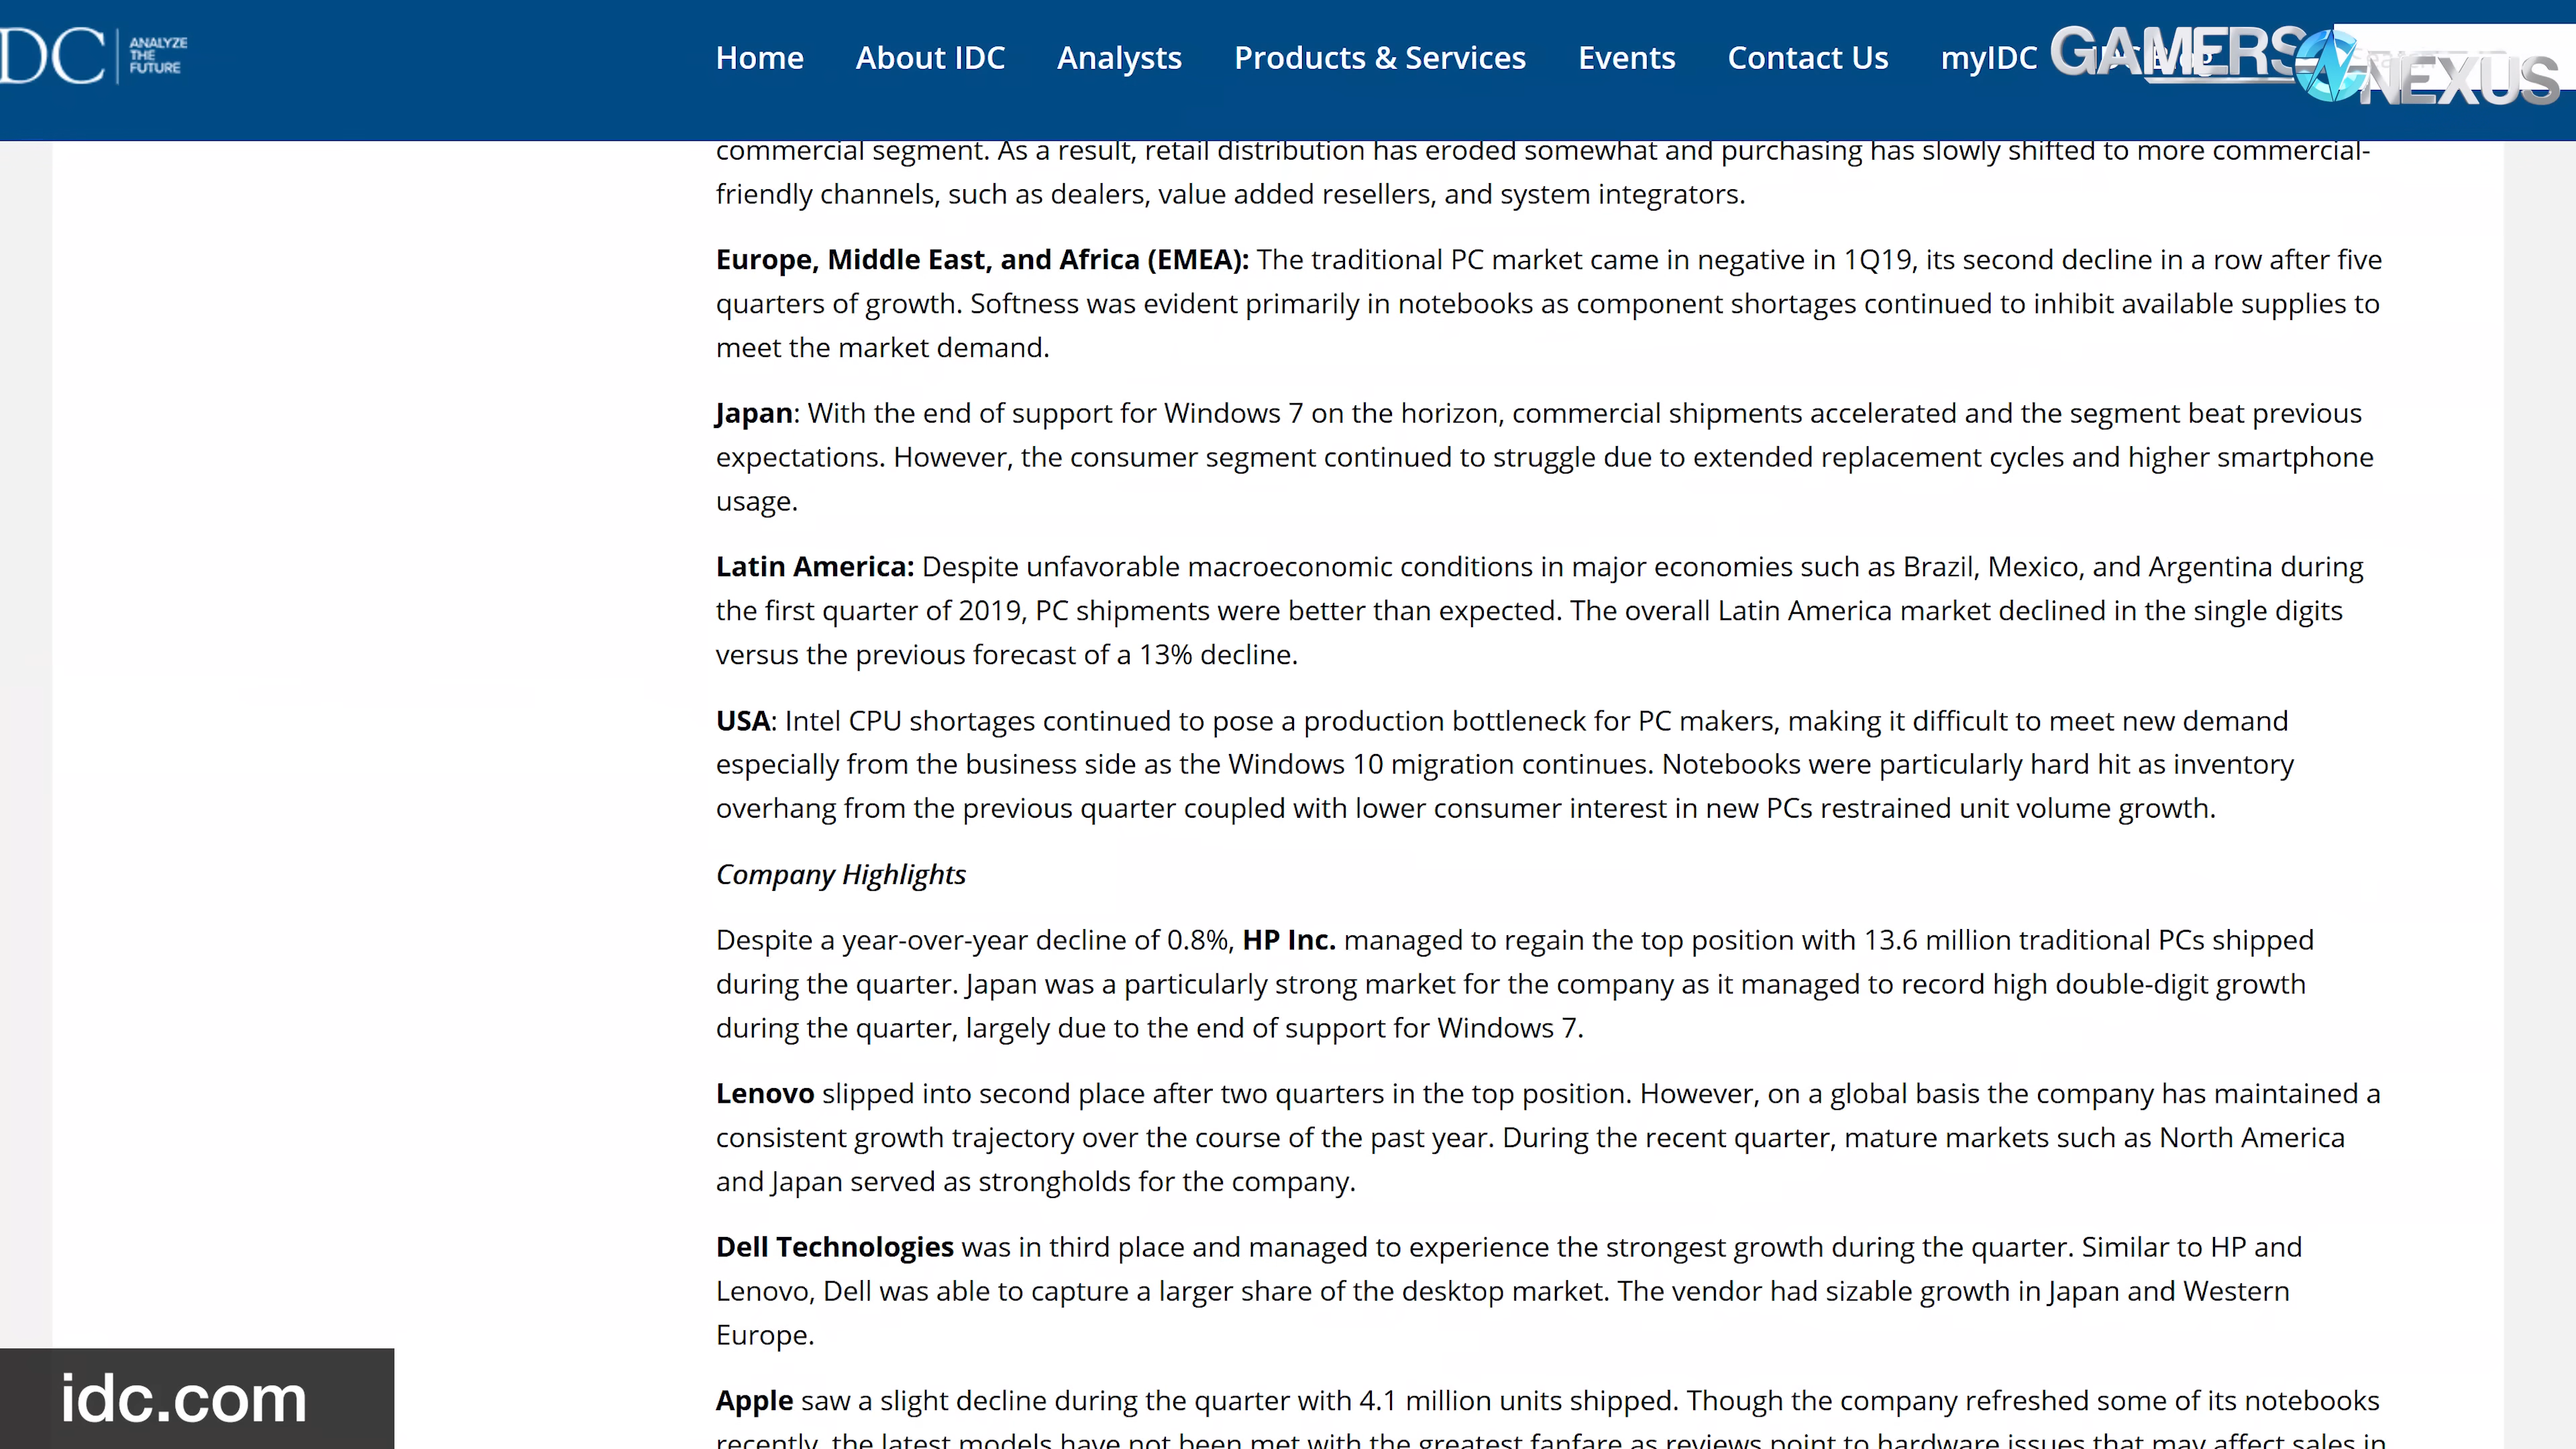 DC
ANALYZE
THE
FUTURE
Home About IDC Analysts Products & Services Events Contact Us myIDC
GAMERS
NEXUS
commercial segment. As a result, retail distribution has eroded somewhat and purchasing has slowly shifted to more commercial-
friendly channels, such as dealers, value added resellers, and system integrators.
Europe, Middle East, and Africa (EMEA): The traditional PC market came in negative in 1Q19, its second decline in a row after five
quarters of growth. Softness was evident primarily in notebooks as component shortages continued to inhibit available supplies to
meet the market demand.
Japan: With the end of support for Windows 7 on the horizon, commercial shipments accelerated and the segment beat previous
expectations. However, the consumer segment continued to struggle due to extended replacement cycles and higher smartphone
usage.
Latin America: Despite unfavorable macroeconomic conditions in major economies such as Brazil, Mexico, and Argentina during
the first quarter of 2019, PC shipments were better than expected. The overall Latin America market declined in the single digits
versus the previous forecast of a 13% decline.
USA: Intel CPU shortages continued to pose a production bottleneck for PC makers, making it difficult to meet new demand
especially from the business side as the Windows 10 migration continues. Notebooks were particularly hard hit as inventory
overhang from the previous quarter coupled with lower consumer interest in new PCs restrained unit volume growth.
Company Highlights
Despite a year-over-year decline of 0.8%, HP Inc. managed to regain the top position with 13.6 million traditional PCs shipped
during the quarter. Japan was a particularly strong market for the company as it managed to record high double-digit growth
during the quarter, largely due to the end of support for Windows 7.
Lenovo slipped into second place after two quarters in the top position. However, on a global basis the company has maintained a
consistent growth trajectory over the course of the past year. During the recent quarter, mature markets such as North America
and Japan served as strongholds for the company.
Dell Technologies was in third place and managed to experience the strongest growth during the quarter. Similar to HP and
Lenovo, Dell was able to capture a larger share of the desktop market. The vendor had sizable growth in Japan and Western
Europe.
Apple saw a slight decline during the quarter with 4.1 million units shipped. Though the company refreshed some of its notebooks
recently, the latest models have not been met with the greatest fanfare as reviews point to hardware issues that may affect sales in
idc.com